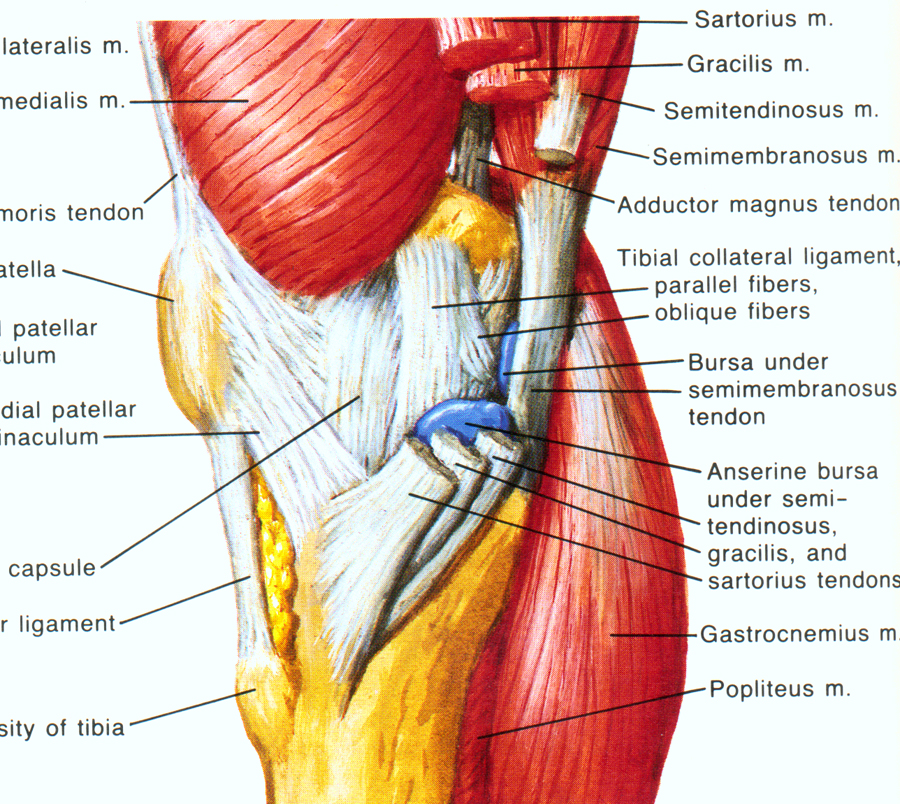 lateralis m.
medialis m.
moris tendon
atella
l patellar
culum
dial patellar
inaculum
capsule
r ligament
sity of tibia
Sartorius m.
Gracilis m.
Semitendinosus m.
Semimembranosus m.
Adductor magnus tendon
Tibial collateral ligament,
parallel fibers,
oblique fibers
Bursa under
semimembranosus
tendon
Anserine bursa
under semi-
tendinosus,
gracilis, and
sartorius tendons
Gastrocnemius m.
Popliteus m.